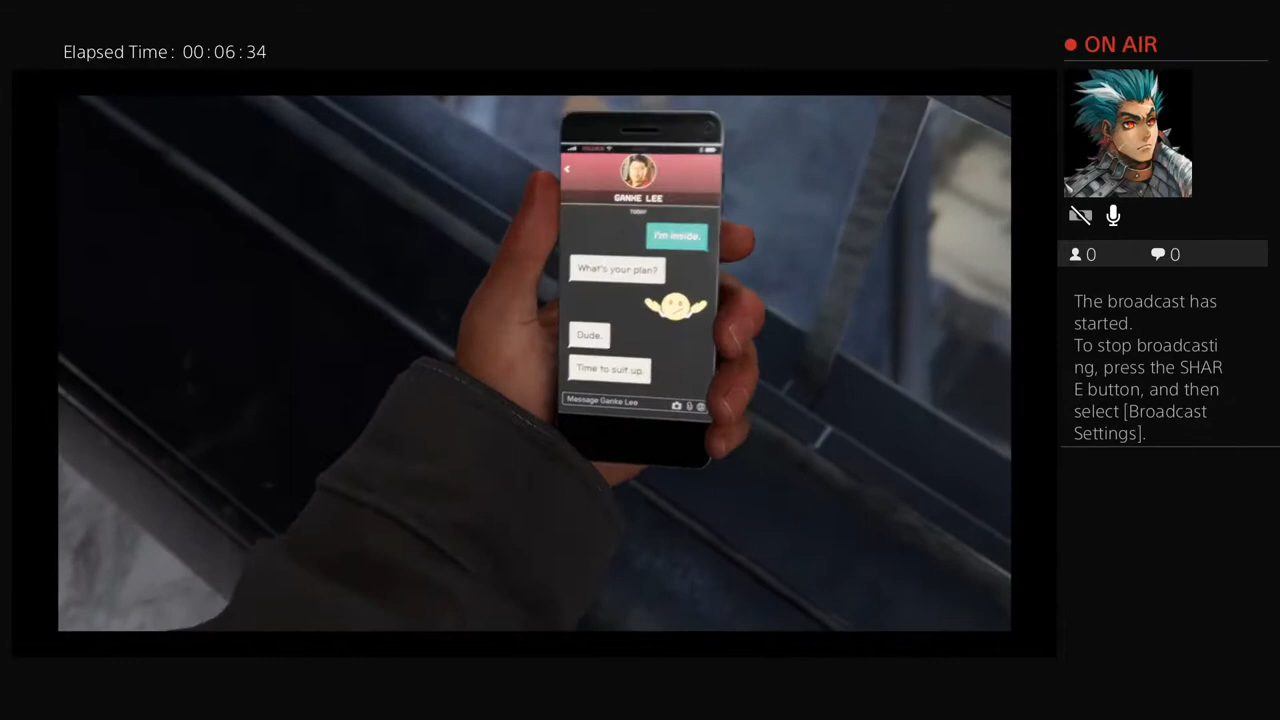 Elapsed Time: 00:06:34
ON AIR
0
0
The broadcast has
started.
To stop broadcasti
ng, press the SHAR
E button, and then
select [Broadcast
Settings].
GANKE LEE
TODAY
I'm inside.
What's your plan?
Dude.
Time to suit up.
Message Ganke Lee